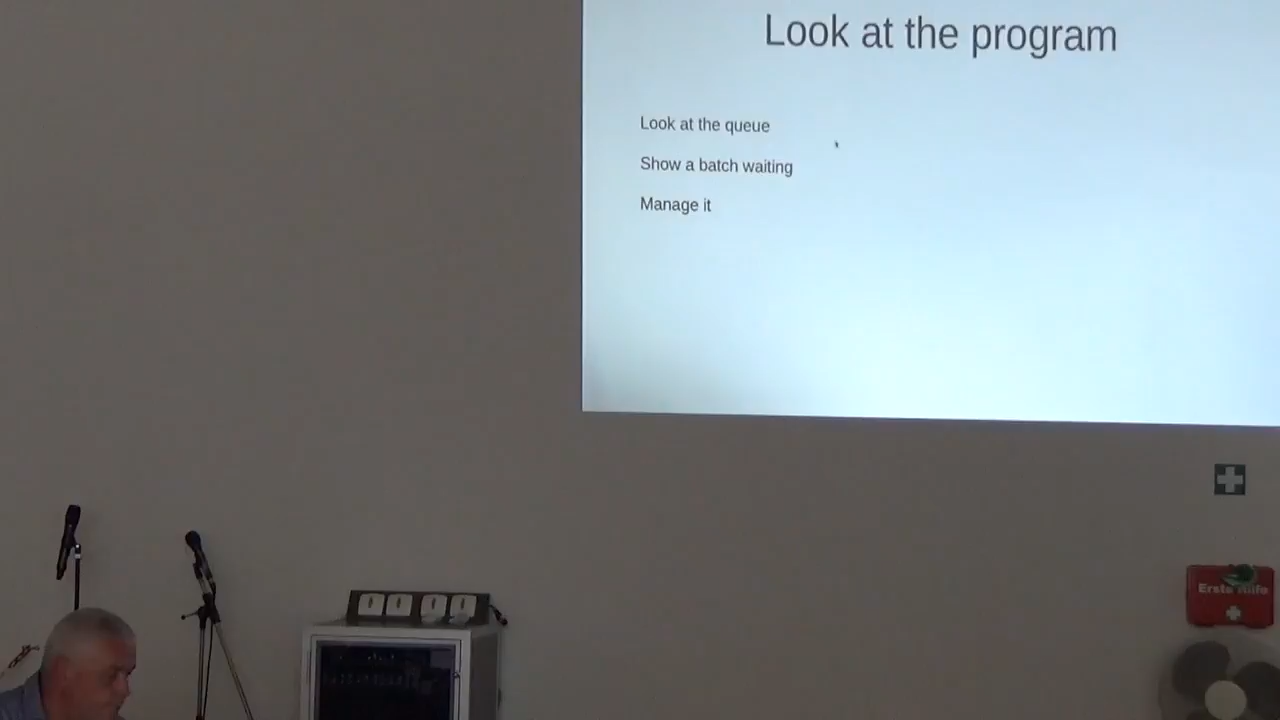 Look at the program
Look at the queue
Show a batch waiting
Manage it
Erste Hilfe